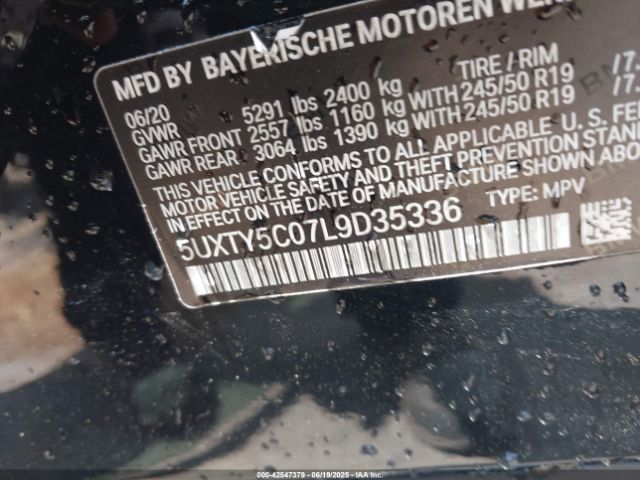 MFD BY BAYERISCHE MOTOREN
06/20 5291 lbs 2400 kg TIRE / RIM
GVWR
GAWR FRONT 2557 lbs 1160 kg WITH 245/50 R19 /7.
GAWR REAR 3064 lbs 1390 kg WITH 245/50 R19 /7.
THIS VEHICLE CONFORMS TO ALL APPLICABLE U. S. FE
MOTOR VEHICLE SAFETY AND THEFT PREVENTION STAND
IN EFFECT ON THE DATE OF MANUFACTURE SHOWN ABO
5UXTY5C07L9D35336 TYPE: MPV
000-42547379 - 06/19/2025 - IAA Inc.